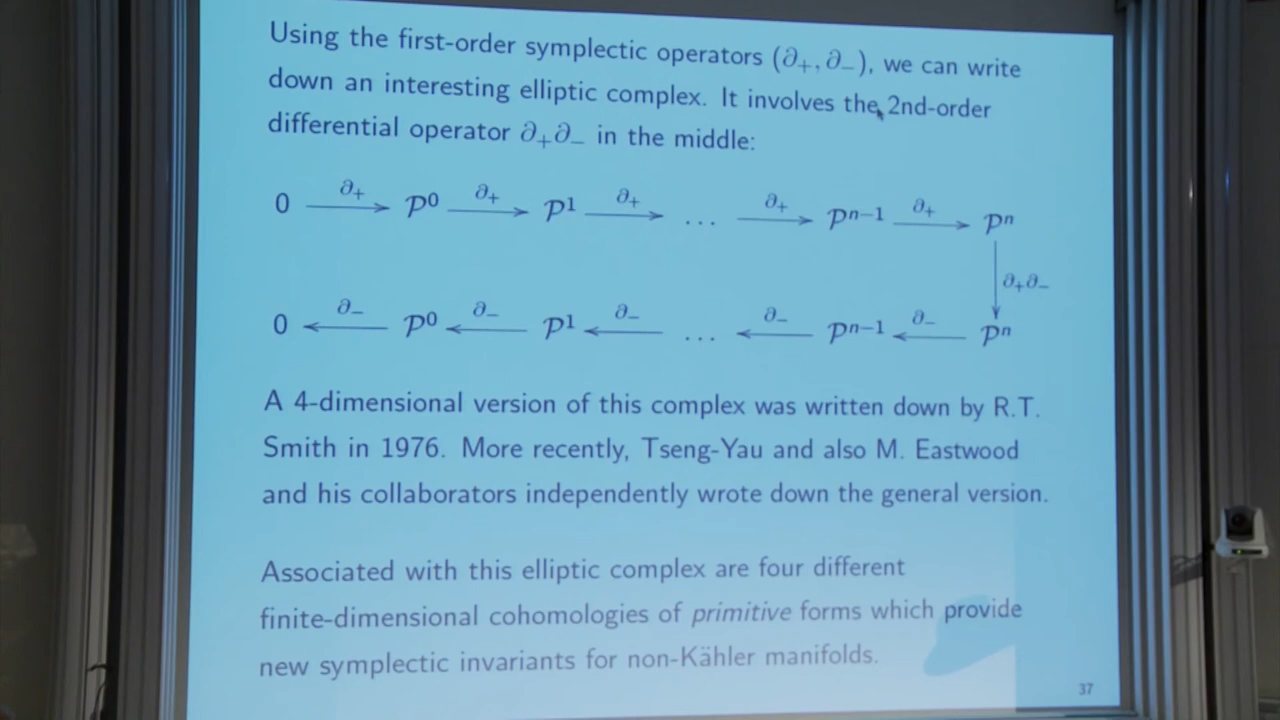 Using the first-order symplectic operators (∂₊, ∂₋), we can write
down an interesting elliptic complex. It involves the 2nd-order
differential operator ∂₊∂₋ in the middle:
0 —∂₊→ 𝒫⁰ —∂₊→ 𝒫¹ —∂₊→ ... —∂₊→ 𝒫ⁿ⁻¹ —∂₊→ 𝒫ⁿ
↓ ∂₊∂₋
0 ←∂₋— 𝒫⁰ ←∂₋— 𝒫¹ ←∂₋— ... ←∂₋— 𝒫ⁿ⁻¹ ←∂₋— 𝒫ⁿ
A 4-dimensional version of this complex was written down by R.T.
Smith in 1976. More recently, Tseng-Yau and also M. Eastwood
and his collaborators independently wrote down the general version.
Associated with this elliptic complex are four different
finite-dimensional cohomologies of primitive forms which provide
new symplectic invariants for non-Kähler manifolds.
37